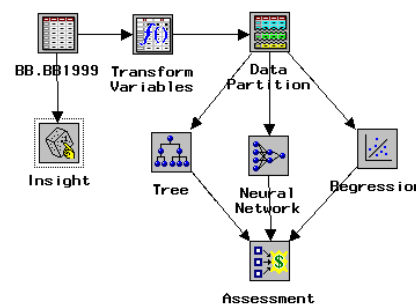 BB.BB1999
Transform
Variables
f()
Data
Partition
Insight
Tree
Neural
Network
Regression
$
Assessment